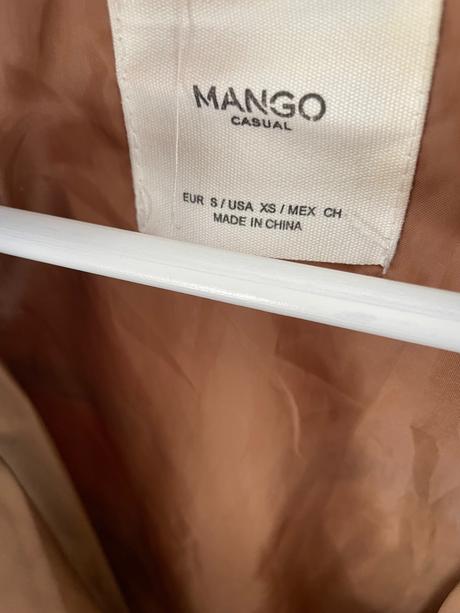 MANGO
CASUAL
EUR S / USA XS / MEX CH
MADE IN CHINA